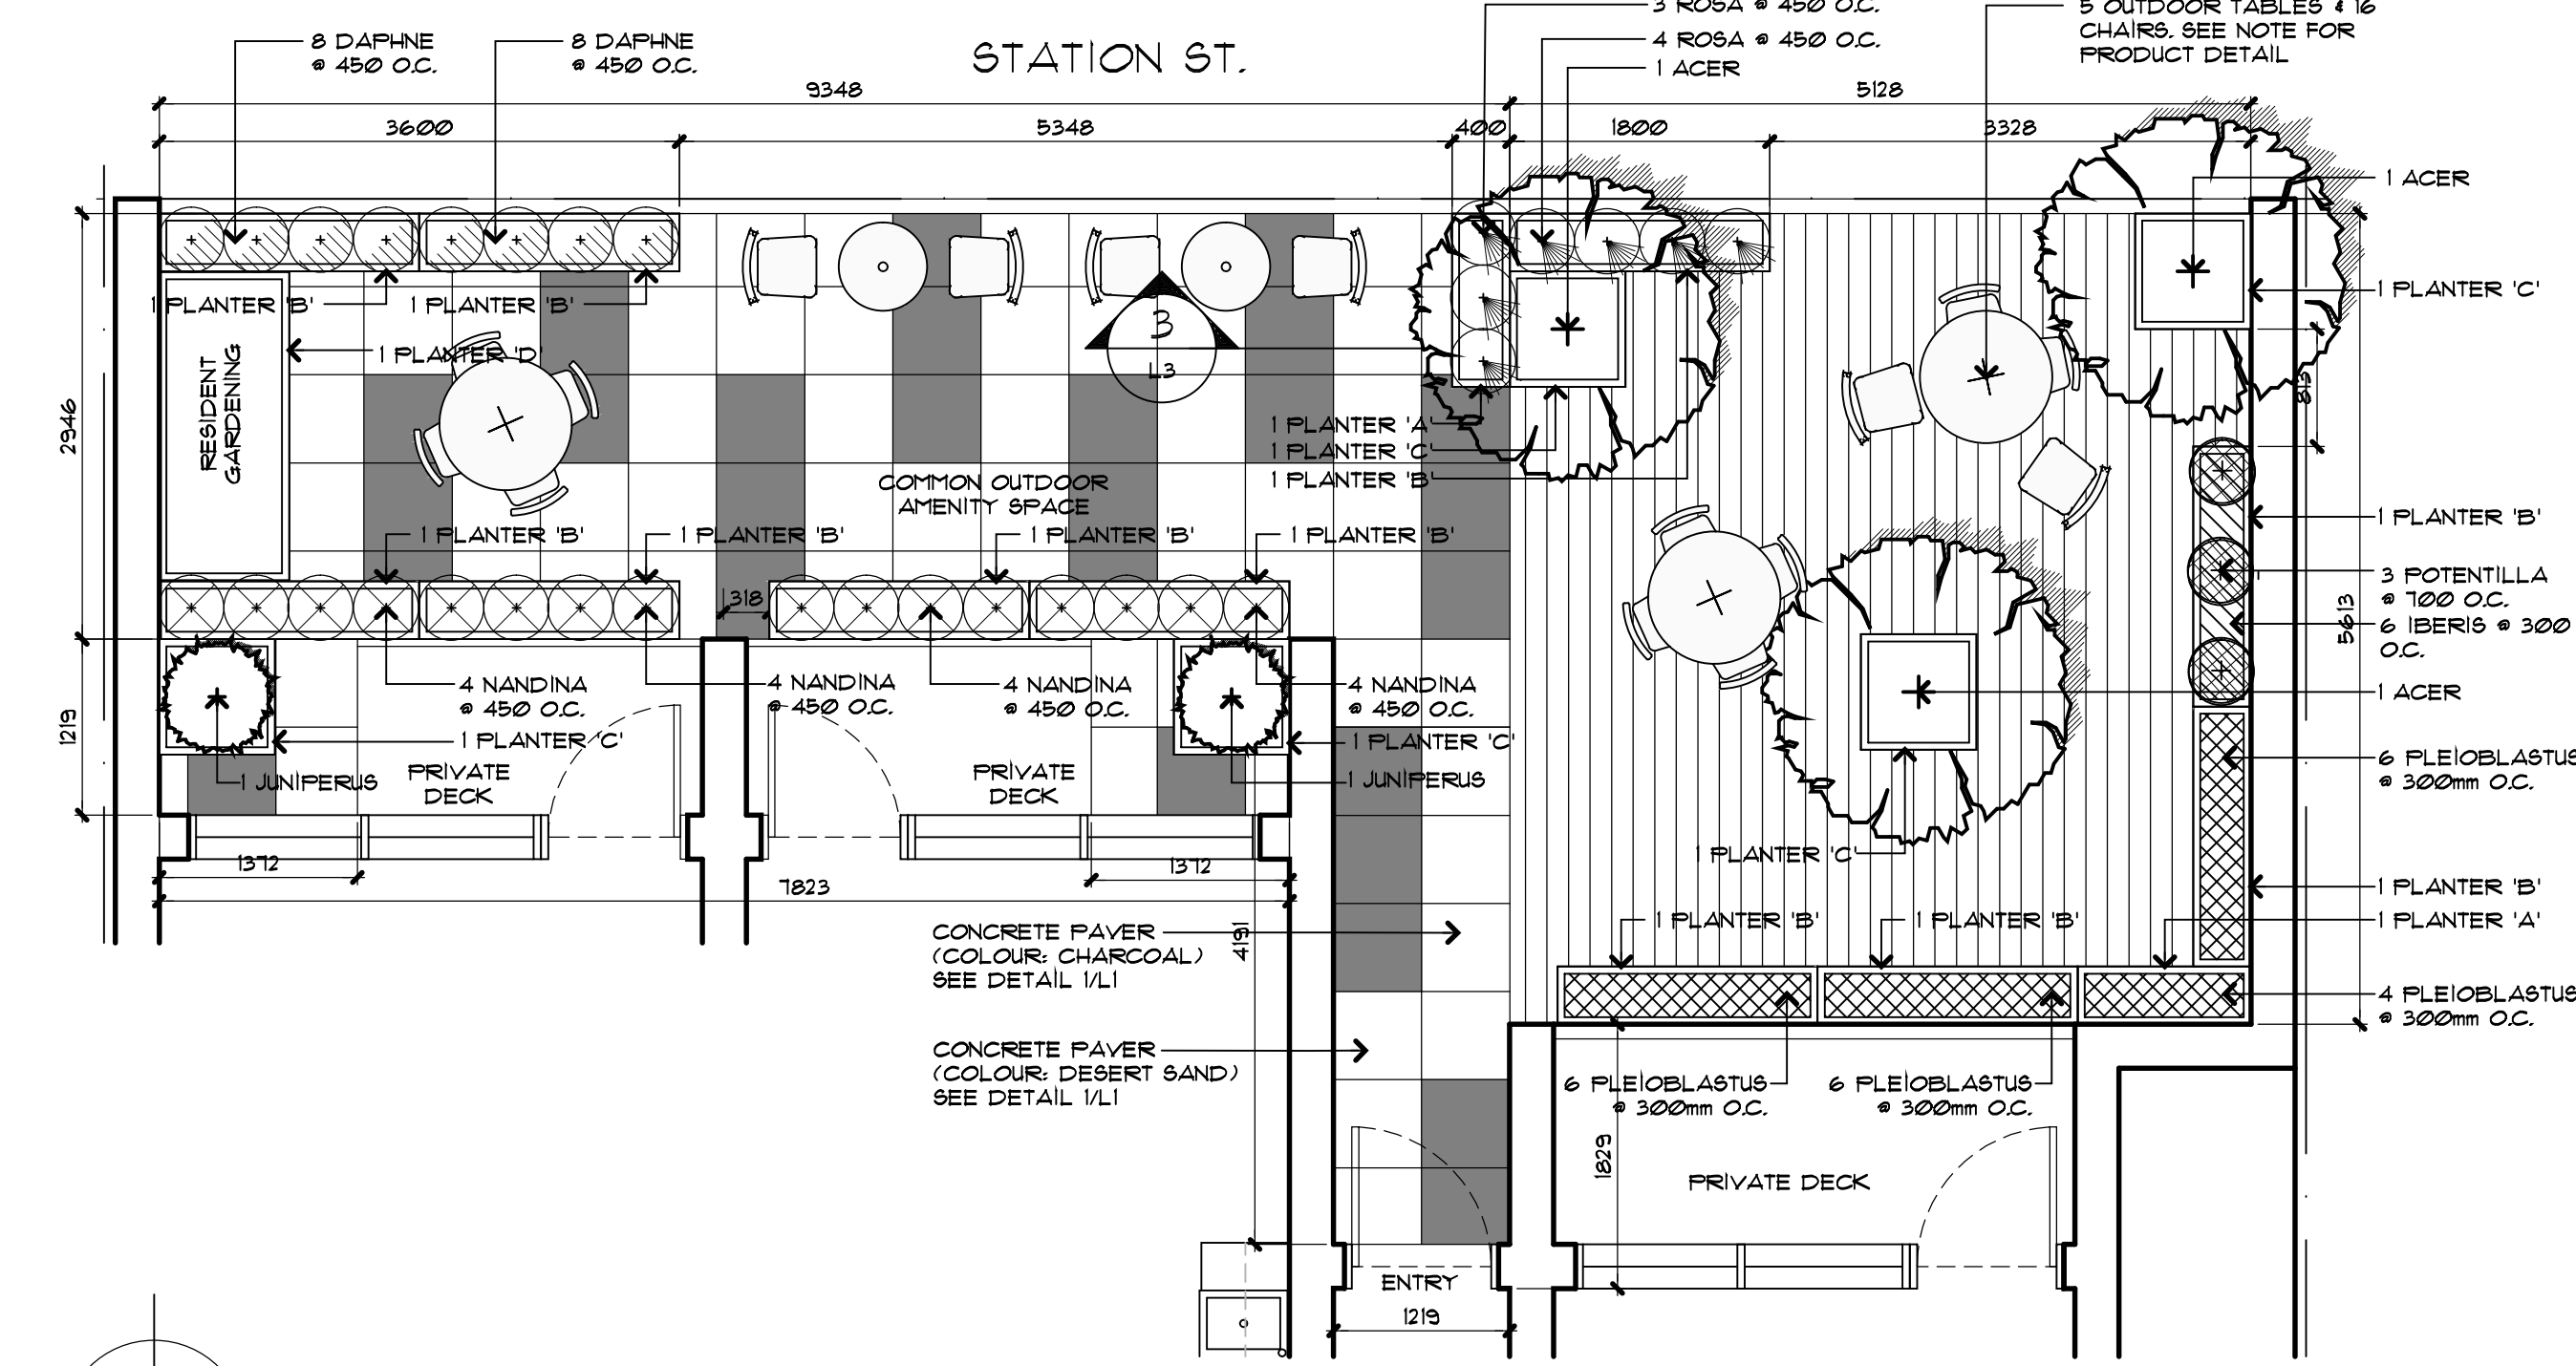 8 DAPHNE
@ 450 O.C.
8 DAPHNE
@ 450 O.C.
STATION ST.
3 ROSA @ 450 O.C.
4 ROSA @ 450 O.C.
1 ACER
5 OUTDOOR TABLES & 16
CHAIRS. SEE NOTE FOR
PRODUCT DETAIL
9348
5128
3600
5348
400
1800
3328
1 ACER
1 PLANTER 'B'
1 PLANTER 'B'
1 PLANTER 'C'
3
L3
1 PLANTER 'D'
RESIDENT
GARDENING
2946
813
1 PLANTER 'A'
1 PLANTER 'C'
1 PLANTER 'B'
COMMON OUTDOOR
AMENITY SPACE
1 PLANTER 'B'
1 PLANTER 'B'
1 PLANTER 'B'
1 PLANTER 'B'
1 PLANTER 'B'
3 POTENTILLA
@ 700 O.C.
6 IBERIS @ 300
O.C.
5613
318
1219
4 NANDINA
@ 450 O.C.
4 NANDINA
@ 450 O.C.
4 NANDINA
@ 450 O.C.
4 NANDINA
@ 450 O.C.
1 ACER
1 PLANTER 'C'
1 PLANTER 'C'
1 JUNIPERUS
PRIVATE
DECK
PRIVATE
DECK
1 JUNIPERUS
6 PLEIOBLASTUS
@ 300mm O.C.
1372
1372
7823
1 PLANTER 'C'
1 PLANTER 'B'
1 PLANTER 'B'
1 PLANTER 'B'
1 PLANTER 'A'
CONCRETE PAVER
(COLOUR: CHARCOAL)
SEE DETAIL 1/L1
4191
4 PLEIOBLASTUS
@ 300mm O.C.
CONCRETE PAVER
(COLOUR: DESERT SAND)
SEE DETAIL 1/L1
6 PLEIOBLASTUS
@ 300mm O.C.
6 PLEIOBLASTUS
@ 300mm O.C.
1829
PRIVATE DECK
ENTRY
1219